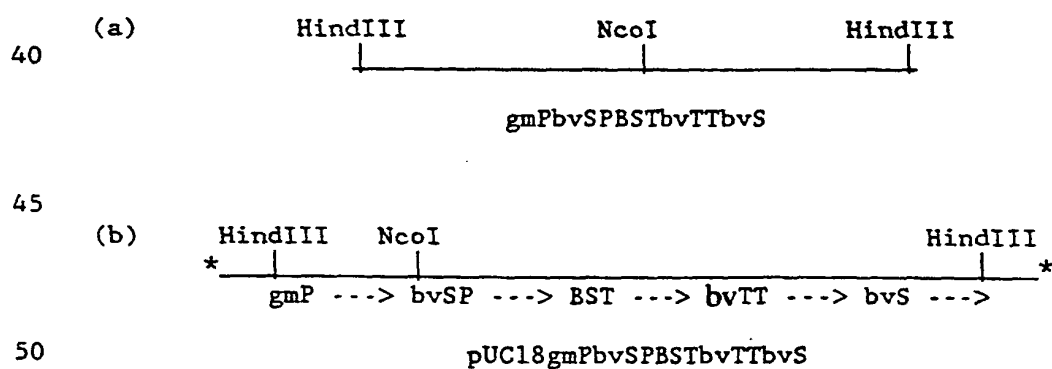 (a) HindIII NcoI HindIII
40
gmPbvSPBSTbvTTbvS
45
(b) HindIII NcoI HindIII
* *
gmP ---> bvSP ---> BST ---> bvTT ---> bvS --->
50 pUC18gmPbvSPBSTbvTTbvS